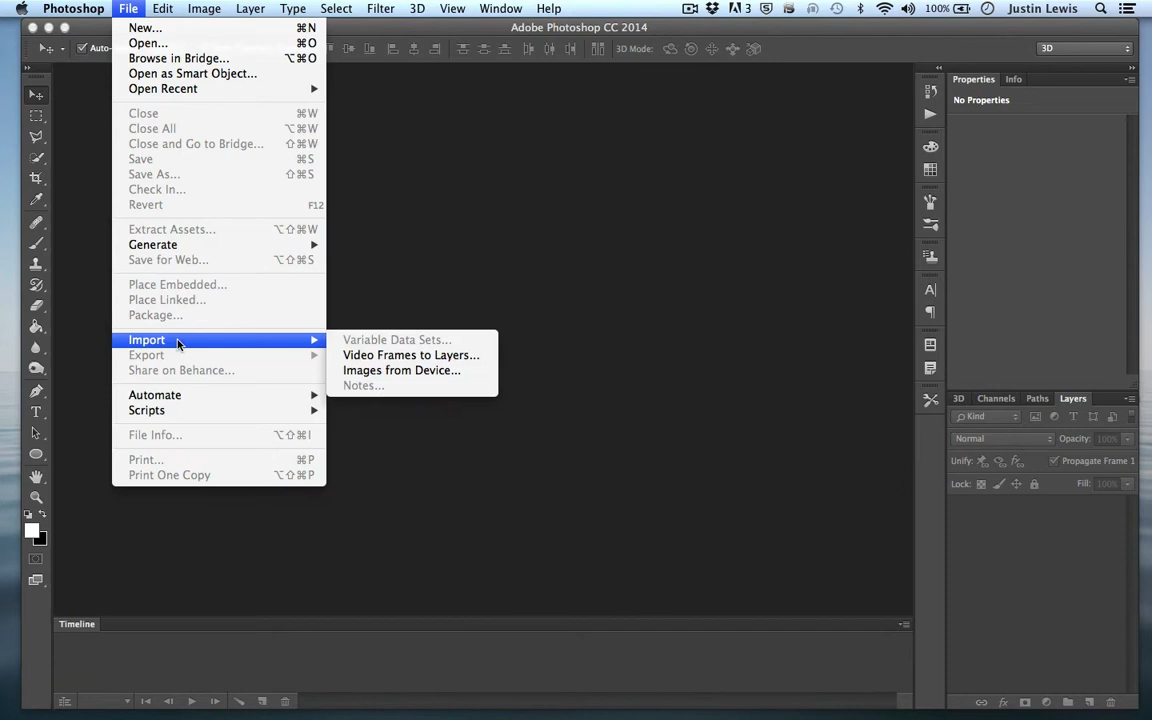 Photoshop File Edit Image Layer Type Select Filter 3D View Window Help 3 100% Justin Lewis
Adobe Photoshop CC 2014
Auto- 3D Mode: 3D
New... ⌘N
Open... ⌘O
Browse in Bridge... ⌥⌘O
Open as Smart Object...
Open Recent
Close ⌘W
Close All ⌥⌘W
Close and Go to Bridge... ⇧⌘W
Save ⌘S
Save As... ⇧⌘S
Check In...
Revert F12
Extract Assets... ⌥⇧⌘W
Generate
Save for Web... ⌥⇧⌘S
Place Embedded...
Place Linked...
Package...
Import
Export
Share on Behance...
Automate
Scripts
File Info... ⌥⇧⌘I
Print... ⌘P
Print One Copy ⌥⇧⌘P
Variable Data Sets...
Video Frames to Layers...
Images from Device...
Notes...
Properties Info
No Properties
3D Channels Paths Layers
Kind
Normal Opacity: 100%
Unify: Propagate Frame 1
Lock: Fill: 100%
Timeline